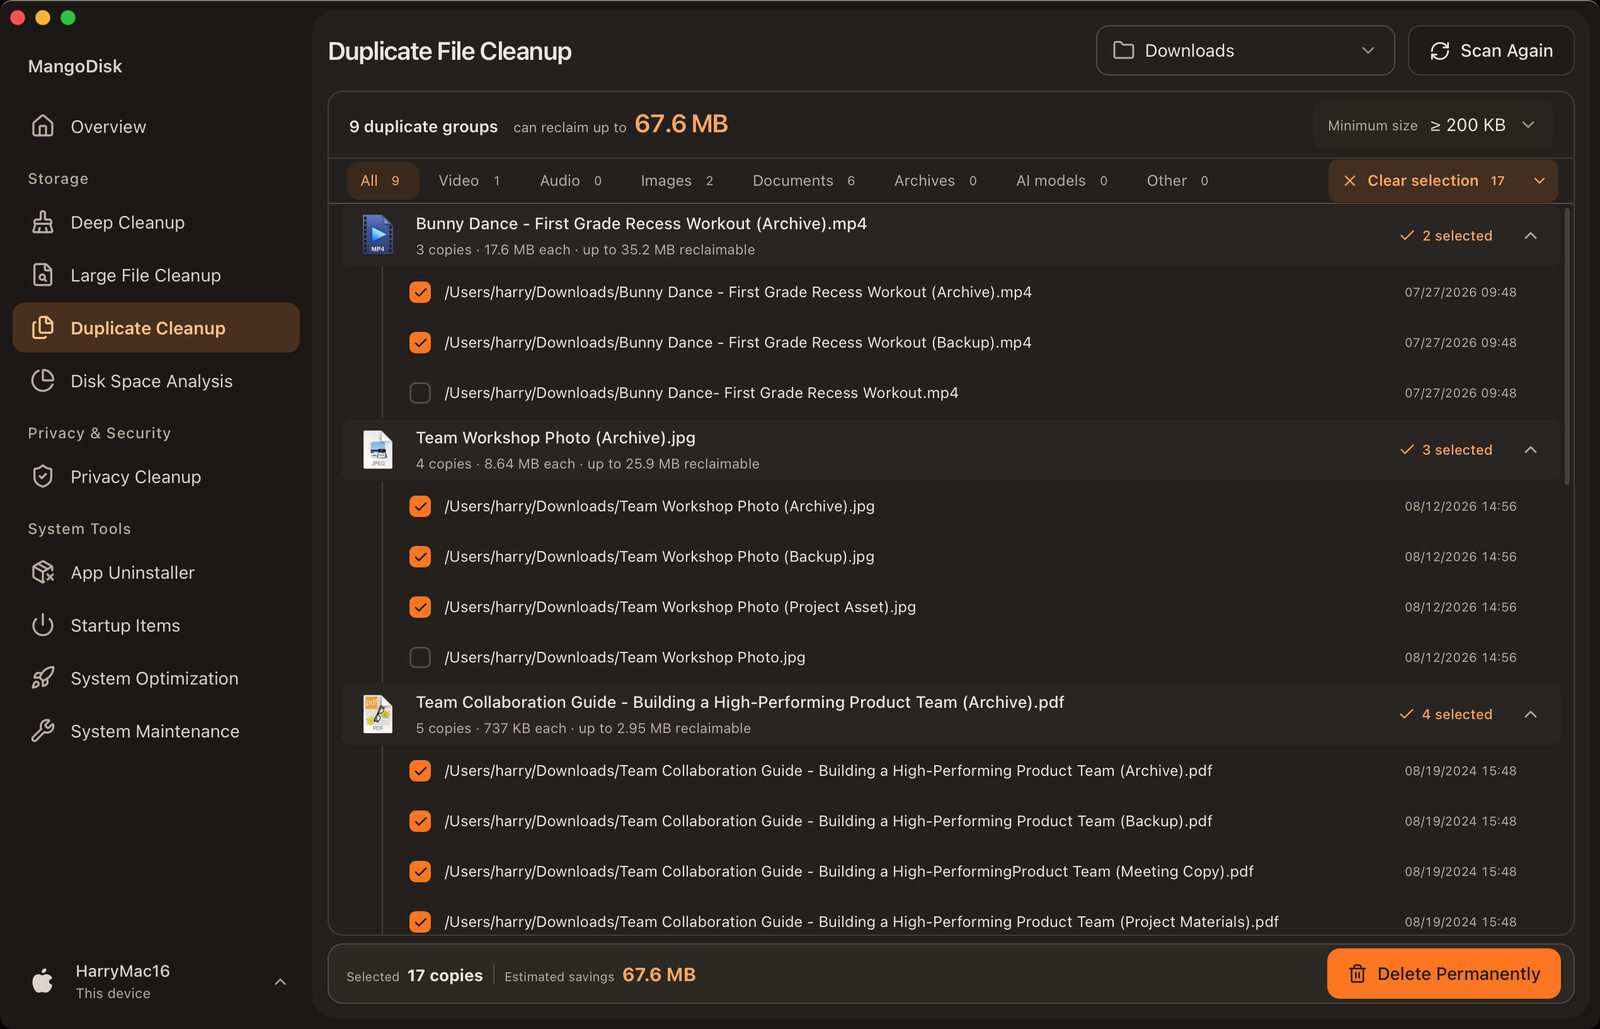 MangoDisk
Overview
Storage
Deep Cleanup
Large File Cleanup
Duplicate Cleanup
Disk Space Analysis
Privacy & Security
Privacy Cleanup
System Tools
App Uninstaller
Startup Items
System Optimization
System Maintenance
HarryMac16
This device
Duplicate File Cleanup
Downloads
Scan Again
9 duplicate groups can reclaim up to 67.6 MB
Minimum size ≥ 200 KB
All 9 Video 1 Audio 0 Images 2 Documents 6 Archives 0 AI models 0 Other 0
Clear selection 17
MP4
Bunny Dance - First Grade Recess Workout (Archive).mp4
3 copies · 17.6 MB each · up to 35.2 MB reclaimable
2 selected
/Users/harry/Downloads/Bunny Dance - First Grade Recess Workout (Archive).mp4 07/27/2026 09:48
/Users/harry/Downloads/Bunny Dance - First Grade Recess Workout (Backup).mp4 07/27/2026 09:48
/Users/harry/Downloads/Bunny Dance- First Grade Recess Workout.mp4 07/27/2026 09:48
JPEG
Team Workshop Photo (Archive).jpg
4 copies · 8.64 MB each · up to 25.9 MB reclaimable
3 selected
/Users/harry/Downloads/Team Workshop Photo (Archive).jpg 08/12/2026 14:56
/Users/harry/Downloads/Team Workshop Photo (Backup).jpg 08/12/2026 14:56
/Users/harry/Downloads/Team Workshop Photo (Project Asset).jpg 08/12/2026 14:56
/Users/harry/Downloads/Team Workshop Photo.jpg 08/12/2026 14:56
PDF
Team Collaboration Guide - Building a High-Performing Product Team (Archive).pdf
5 copies · 737 KB each · up to 2.95 MB reclaimable
4 selected
/Users/harry/Downloads/Team Collaboration Guide - Building a High-Performing Product Team (Archive).pdf 08/19/2024 15:48
/Users/harry/Downloads/Team Collaboration Guide - Building a High-Performing Product Team (Backup).pdf 08/19/2024 15:48
/Users/harry/Downloads/Team Collaboration Guide - Building a High-PerformingProduct Team (Meeting Copy).pdf 08/19/2024 15:48
/Users/harry/Downloads/Team Collaboration Guide - Building a High-Performing Product Team (Project Materials).pdf 08/19/2024 15:48
Selected 17 copies Estimated savings 67.6 MB
Delete Permanently